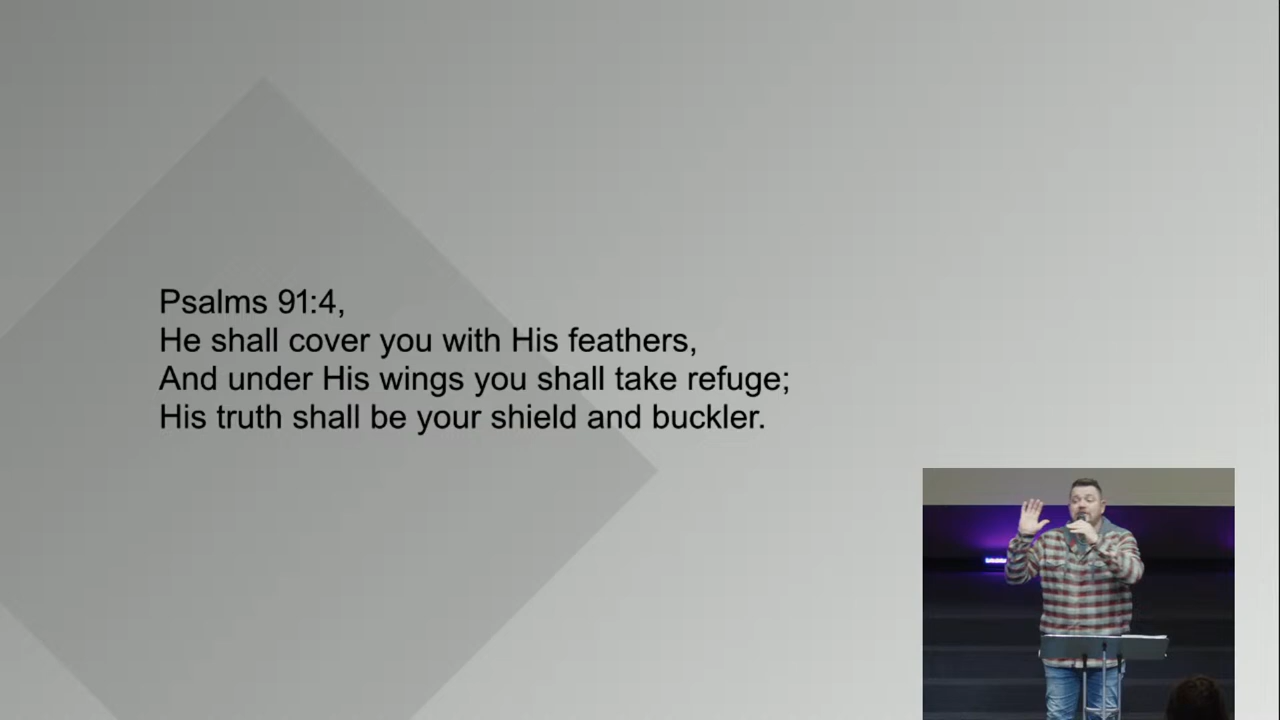 Psalms 91:4,
He shall cover you with His feathers,
And under His wings you shall take refuge;
His truth shall be your shield and buckler.